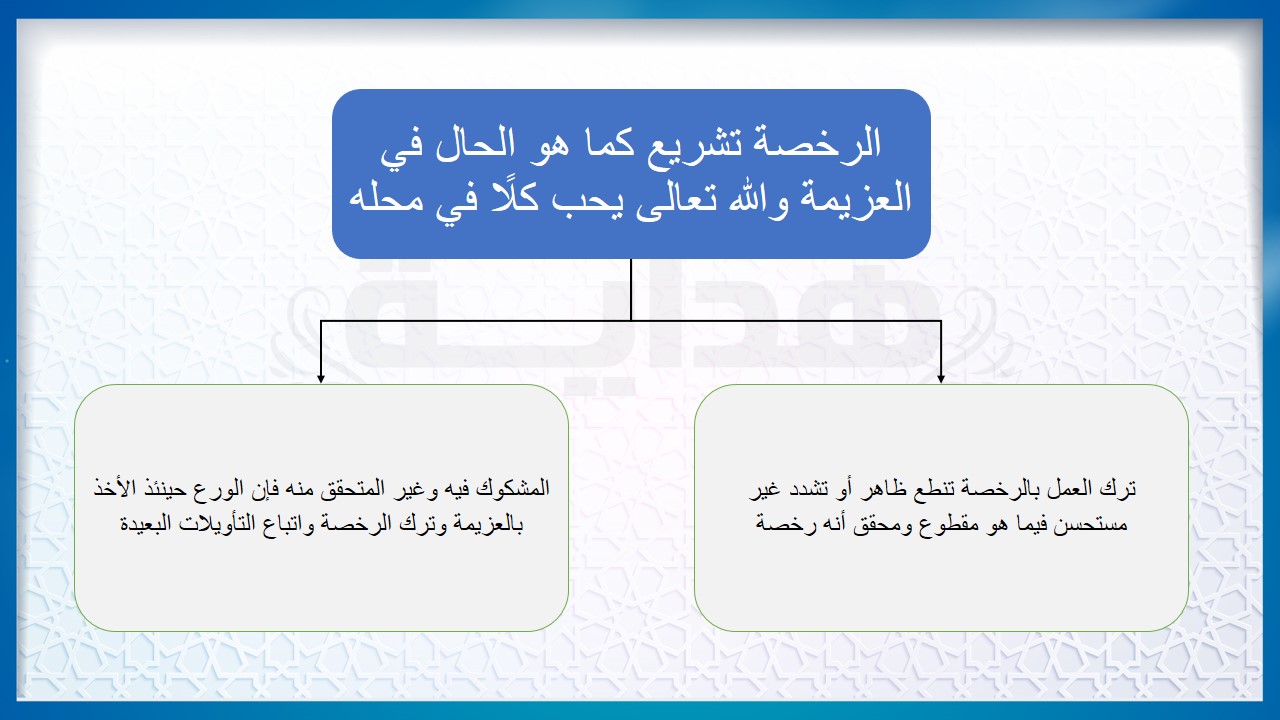 الرخصة تشريع كما هو الحال في
العزيمة والله تعالى يحب كلًا في محله
هداية
ترك العمل بالرخصة تنطع ظاهر أو تشدد غير
مستحسن فيما هو مقطوع ومحقق أنه رخصة
المشكوك فيه وغير المتحقق منه فإن الورع حينئذ الأخذ
بالعزيمة وترك الرخصة واتباع التأويلات البعيدة